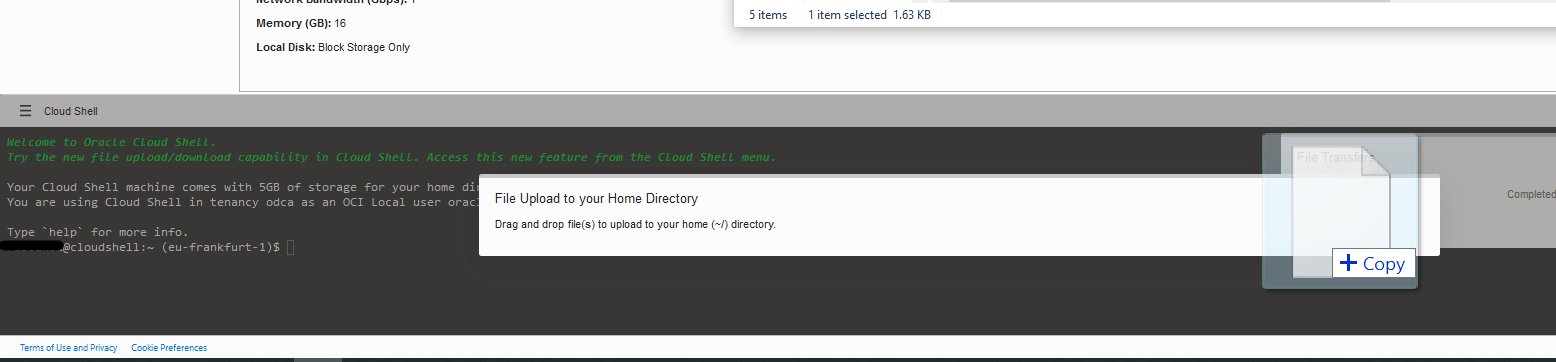 Network Bandwidth (Gbps): 1
Memory (GB): 16
Local Disk: Block Storage Only
5 items 1 item selected 1.63 KB
Cloud Shell
Welcome to Oracle Cloud Shell.
Try the new file upload/download capability in Cloud Shell. Access this new feature from the Cloud Shell menu.
Your Cloud Shell machine comes with 5GB of storage for your home di
You are using Cloud Shell in tenancy odca as an OCI Local user oracl
Type `help` for more info.
@cloudshell:~ (eu-frankfurt-1)$
File Upload to your Home Directory
Drag and drop file(s) to upload to your home (~/) directory.
File Transfers
Completed
+ Copy
Terms of Use and Privacy Cookie Preferences